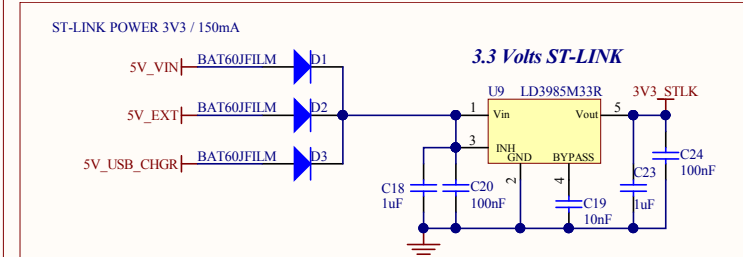 ST-LINK POWER 3V3 / 150mA
3.3 Volts ST-LINK
5V_VIN
BAT60JFILM
D1
5V_EXT
BAT60JFILM
D2
5V_USB_CHGR
BAT60JFILM
D3
U9
LD3985M33R
1
Vin
Vout
5
3V3_STLK
3
INH
GND
BYPASS
2
4
C18
1uF
C20
100nF
C19
10nF
C23
1uF
C24
100nF